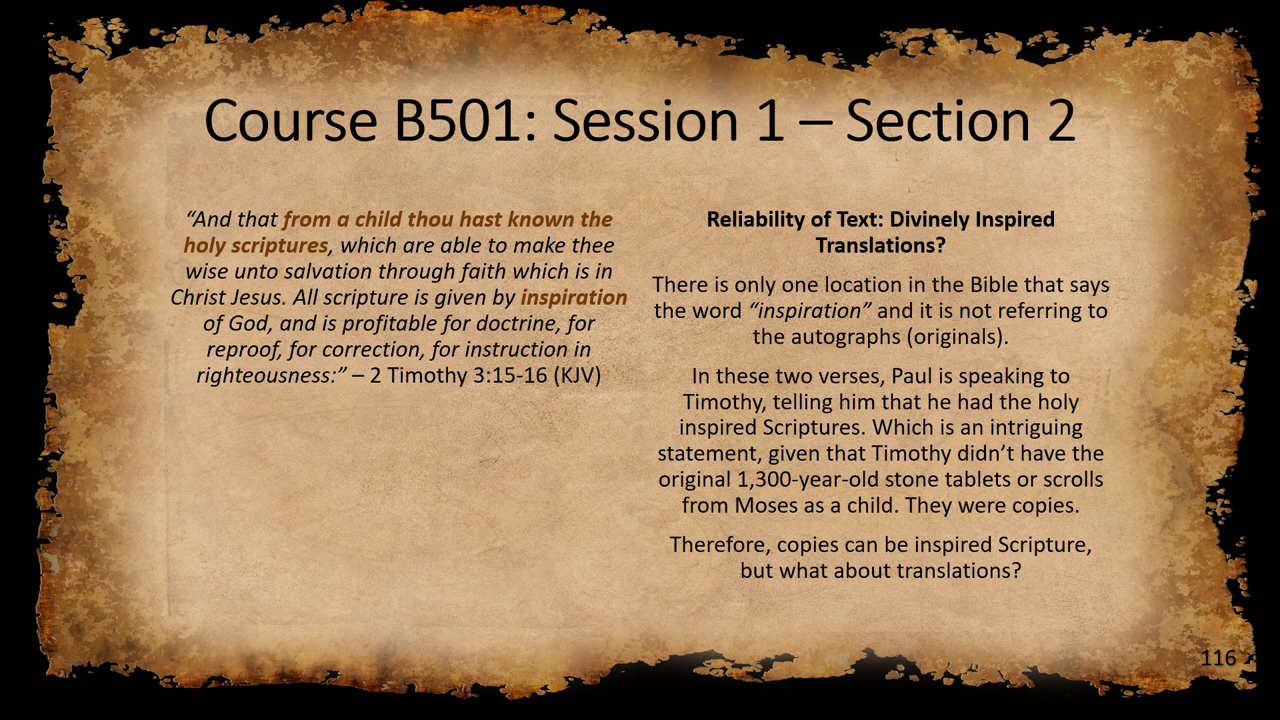 Course B501: Session 1 – Section 2
“And that from a child thou hast known the
holy scriptures, which are able to make thee
wise unto salvation through faith which is in
Christ Jesus. All scripture is given by inspiration
of God, and is profitable for doctrine, for
reproof, for correction, for instruction in
righteousness:” – 2 Timothy 3:15-16 (KJV)
Reliability of Text: Divinely Inspired
Translations?
There is only one location in the Bible that says
the word “inspiration” and it is not referring to
the autographs (originals).
In these two verses, Paul is speaking to
Timothy, telling him that he had the holy
inspired Scriptures. Which is an intriguing
statement, given that Timothy didn’t have the
original 1,300-year-old stone tablets or scrolls
from Moses as a child. They were copies.
Therefore, copies can be inspired Scripture,
but what about translations?
116